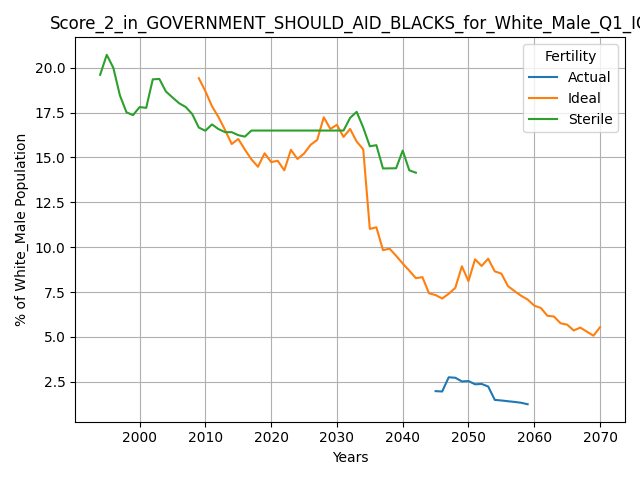 Score_2_in_GOVERNMENT_SHOULD_AID_BLACKS_for_White_Male_Q1_IQ
Fertility
Actual
Ideal
Sterile
% of White_Male Population
20.0
17.5
15.0
12.5
10.0
7.5
5.0
2.5
2000
2010
2020
2030
2040
2050
2060
2070
Years